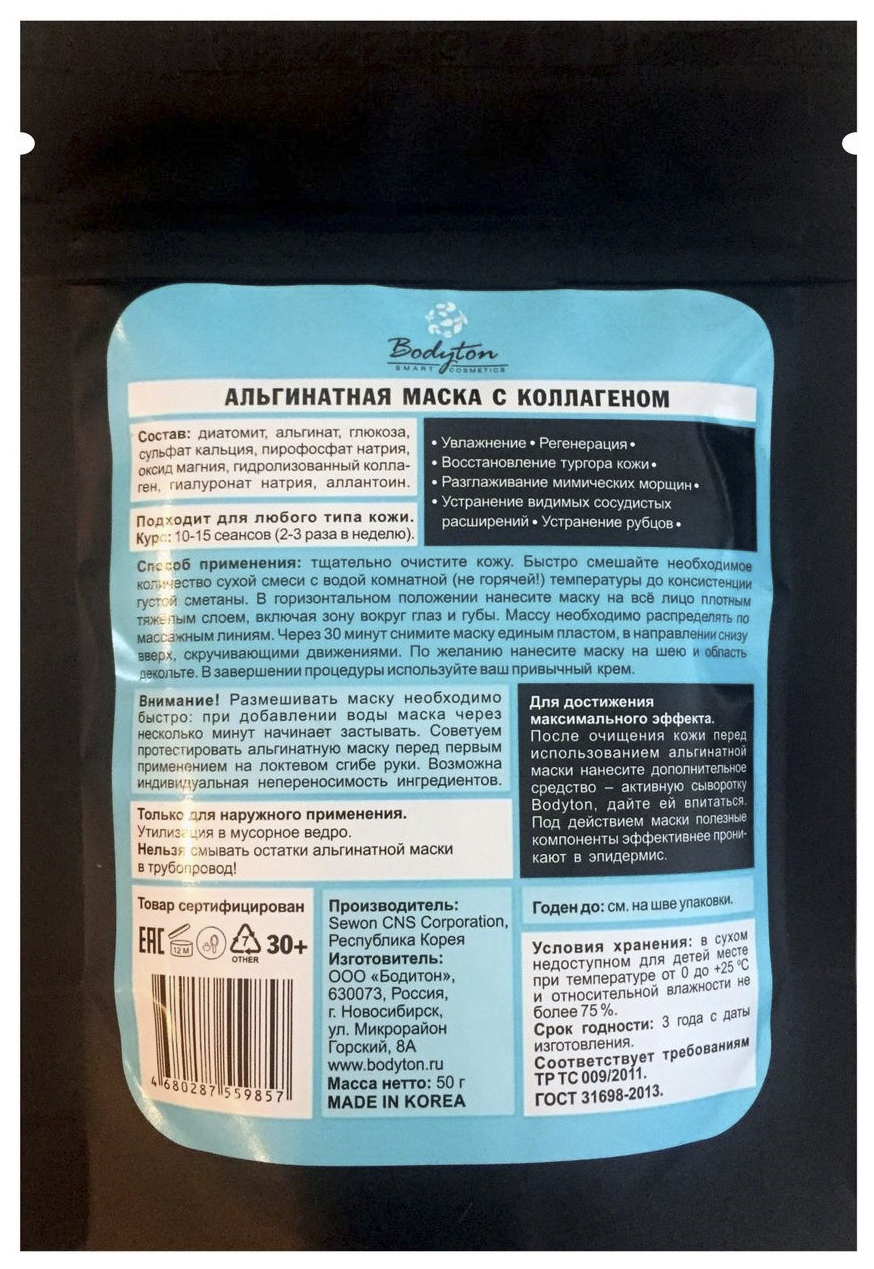 Bodyton
SMART COSMETICS
АЛЬГИНАТНАЯ МАСКА С КОЛЛАГЕНОМ
Состав: диатомит, альгинат, глюкоза,
сульфат кальция, пирофосфат натрия,
оксид магния, гидролизованный колла-
ген, гиалуронат натрия, аллантоин.
Подходит для любого типа кожи.
Курс: 10-15 сеансов (2-3 раза в неделю).
• Увлажнение • Регенерация •
• Восстановление тургора кожи •
• Разглаживание мимических морщин •
• Устранение видимых сосудистых
расширений • Устранение рубцов •
Способ применения: тщательно очистите кожу. Быстро смешайте необходимое
количество сухой смеси с водой комнатной (не горячей!) температуры до консистенции
густой сметаны. В горизонтальном положении нанесите маску на всё лицо плотным
тяжёлым слоем, включая зону вокруг глаз и губы. Массу необходимо распределять по
массажным линиям. Через 30 минут снимите маску единым пластом, в направлении снизу
вверх, скручивающими движениями. По желанию нанесите маску на шею и область
декольте. В завершении процедуры используйте ваш привычный крем.
Внимание! Размешивать маску необходимо
быстро: при добавлении воды маска через
несколько минут начинает застывать. Советуем
протестировать альгинатную маску перед первым
применением на локтевом сгибе руки. Возможна
индивидуальная непереносимость ингредиентов.
Только для наружного применения.
Утилизация в мусорное ведро.
Нельзя смывать остатки альгинатной маски
в трубопровод!
Для достижения
максимального эффекта.
После очищения кожи перед
использованием альгинатной
маски нанесите дополнительное
средство – активную сыворотку
Bodyton, дайте ей впитаться.
Под действием маски полезные
компоненты эффективнее прони-
кают в эпидермис.
Товар сертифицирован
ЕАС 12 М 7 30+
OTHER
4 680287 559857
Производитель:
Sewon CNS Corporation,
Республика Корея
Изготовитель:
ООО «Бодитон»,
630073, Россия,
г. Новосибирск,
ул. Микрорайон
Горский, 8А
www.bodyton.ru
Масса нетто: 50 г
MADE IN KOREA
Годен до: см. на шве упаковки.
Условия хранения: в сухом
недоступном для детей месте
при температуре от 0 до +25 °С
и относительной влажности не
более 75 %.
Срок годности: 3 года с даты
изготовления.
Соответствует требованиям
ТР ТС 009/2011.
ГОСТ 31698-2013.